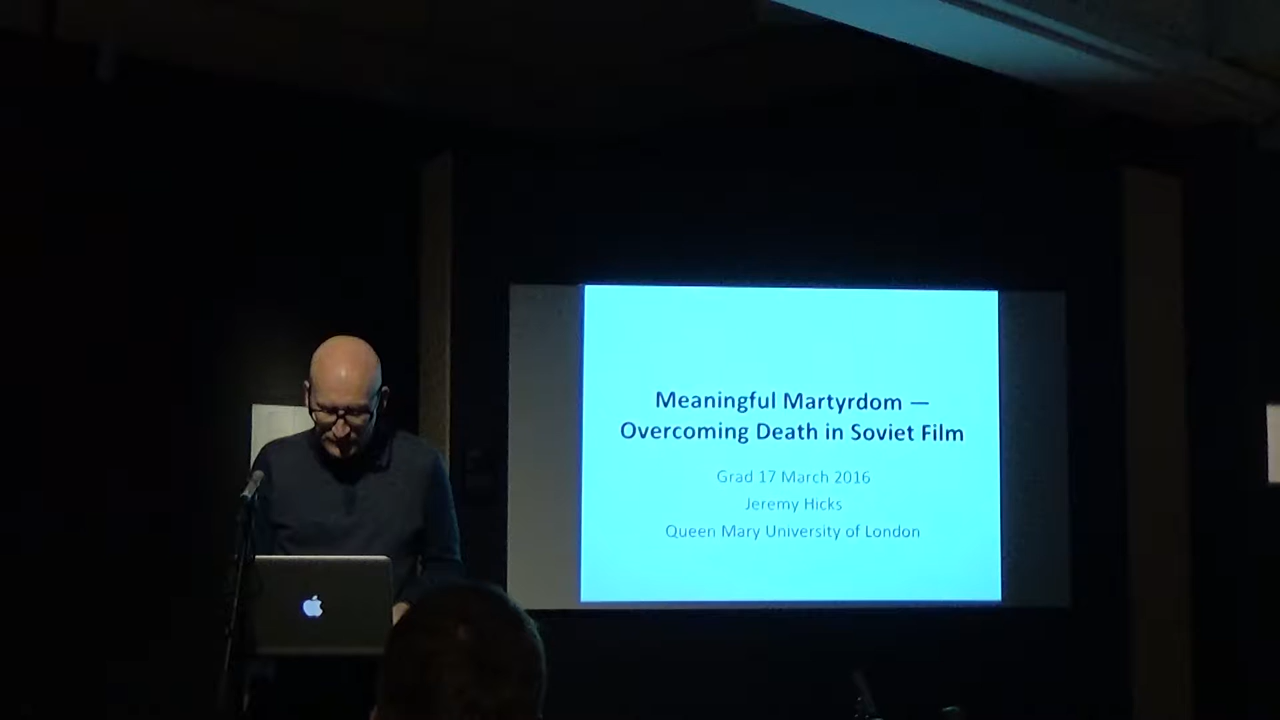 Meaningful Martyrdom —
Overcoming Death in Soviet Film
Grad 17 March 2016
Jeremy Hicks
Queen Mary University of London